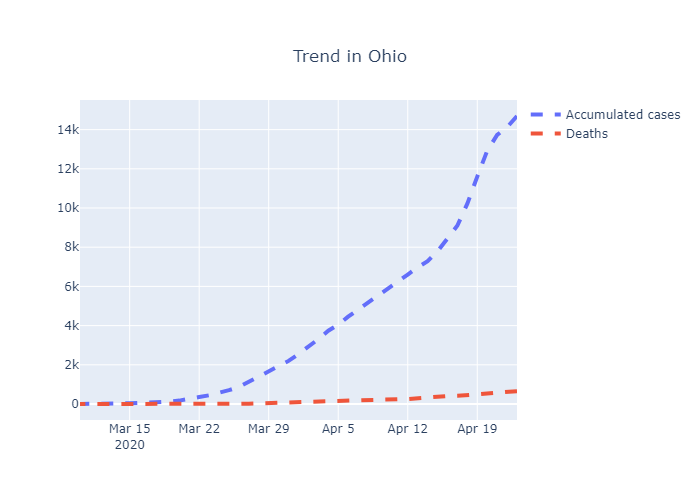 Trend in Ohio
Accumulated cases
Deaths
14k
12k
10k
8k
6k
4k
2k
0
Mar 15
2020
Mar 22
Mar 29
Apr 5
Apr 12
Apr 19